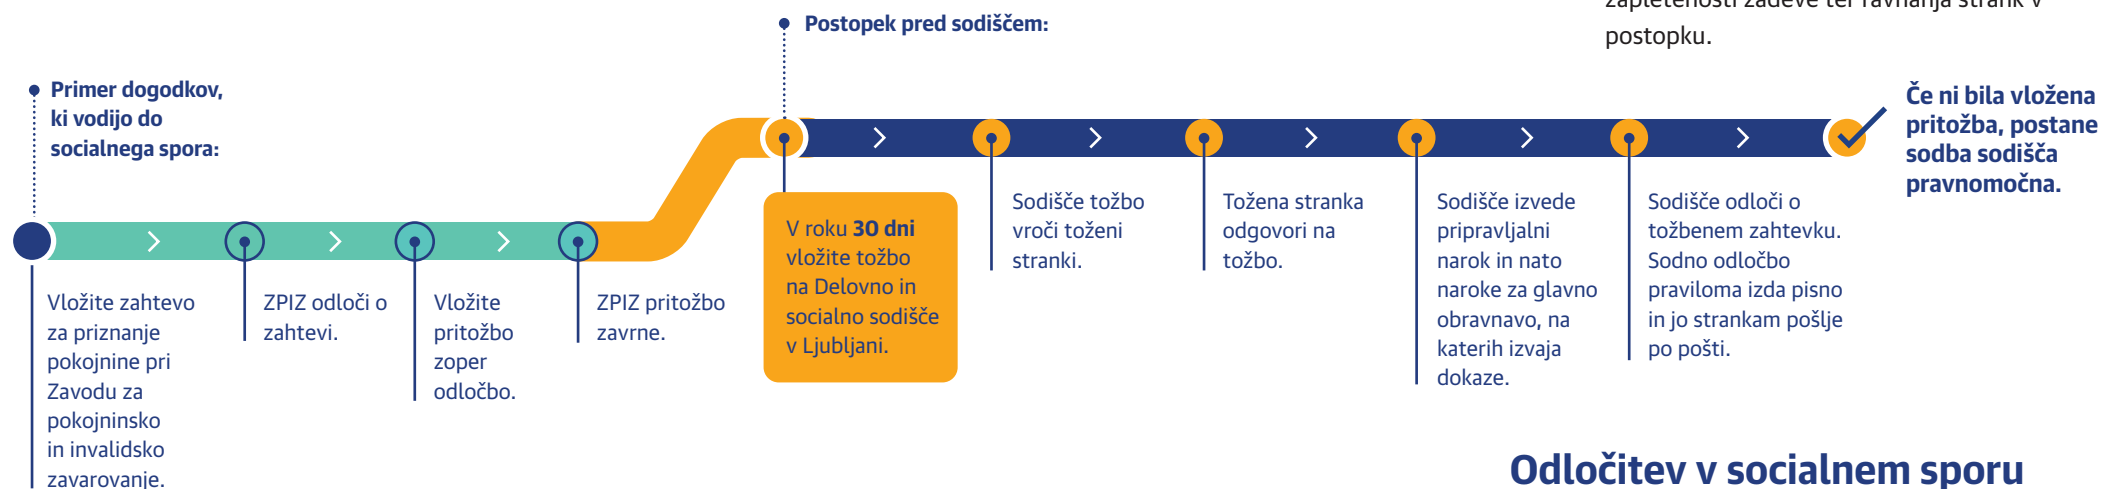 zapletenosti zadeve ter ravnanja strank v
postopku.
Postopek pred sodiščem:
Primer dogodkov,
ki vodijo do
socialnega spora:
Vložite zahtevo
za priznanje
pokojnine pri
Zavodu za
pokojninsko
in invalidsko
zavarovanje.
ZPIZ odloči o
zahtevi.
Vložite
pritožbo
zoper
odločbo.
ZPIZ pritožbo
zavrne.
V roku 30 dni
vložite tožbo
na Delovno in
socialno sodišče
v Ljubljani.
Sodišče tožbo
vroči toženi
stranki.
Tožena stranka
odgovori na
tožbo.
Sodišče izvede
pripravljalni
narok in nato
naroke za glavno
obravnavo, na
katerih izvaja
dokaze.
Sodišče odloči o
tožbenem zahtevku.
Sodno odločbo
praviloma izda pisno
in jo strankam pošlje
po pošti.
Če ni bila vložena
pritožba, postane
sodba sodišča
pravnomočna.
Odločitev v socialnem sporu